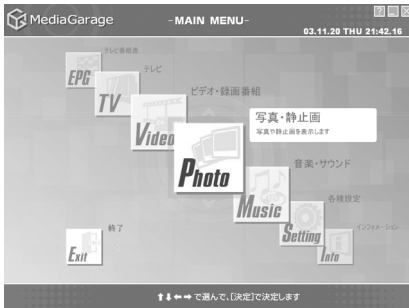 MediaGarage
-MAIN MENU-
03.11.20 THU 21:42.16
テレビ番組表
EPG
テレビ
TV
ビデオ・録画番組
Video
写真・静止画
写真や静止画を表示します
Photo
音楽・サウンド
Music
各種設定
Setting
インフォメーション
Info
終了
Exit
⬆⬇⬅➡ で選んで、[決定]で決定します